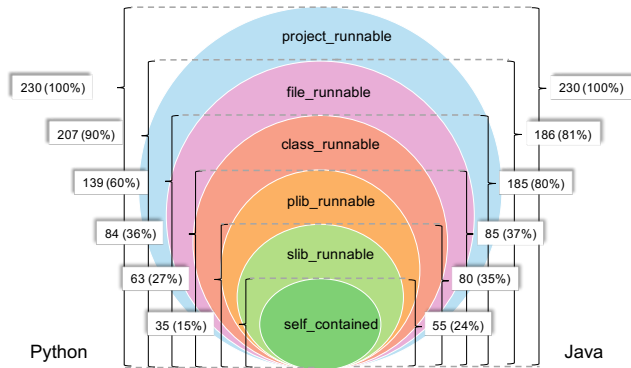 project_runnable
230 (100%)
230 (100%)
file_runnable
207 (90%)
186 (81%)
class_runnable
139 (60%)
185 (80%)
plib_runnable
84 (36%)
85 (37%)
slib_runnable
63 (27%)
80 (35%)
self_contained
35 (15%)
55 (24%)
Python
Java